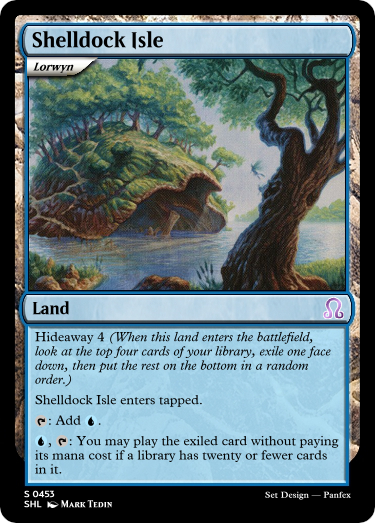 Shelldock Isle
Lorwyn
Land
Hideaway 4 (When this land enters the battlefield,
look at the top four cards of your library, exile one face
down, then put the rest on the bottom in a random
order.)
Shelldock Isle enters tapped.
: Add .
, : You may play the exiled card without paying
its mana cost if a library has twenty or fewer cards
in it.
S 0453
SHL Mark Tedin
Set Design — Panfex